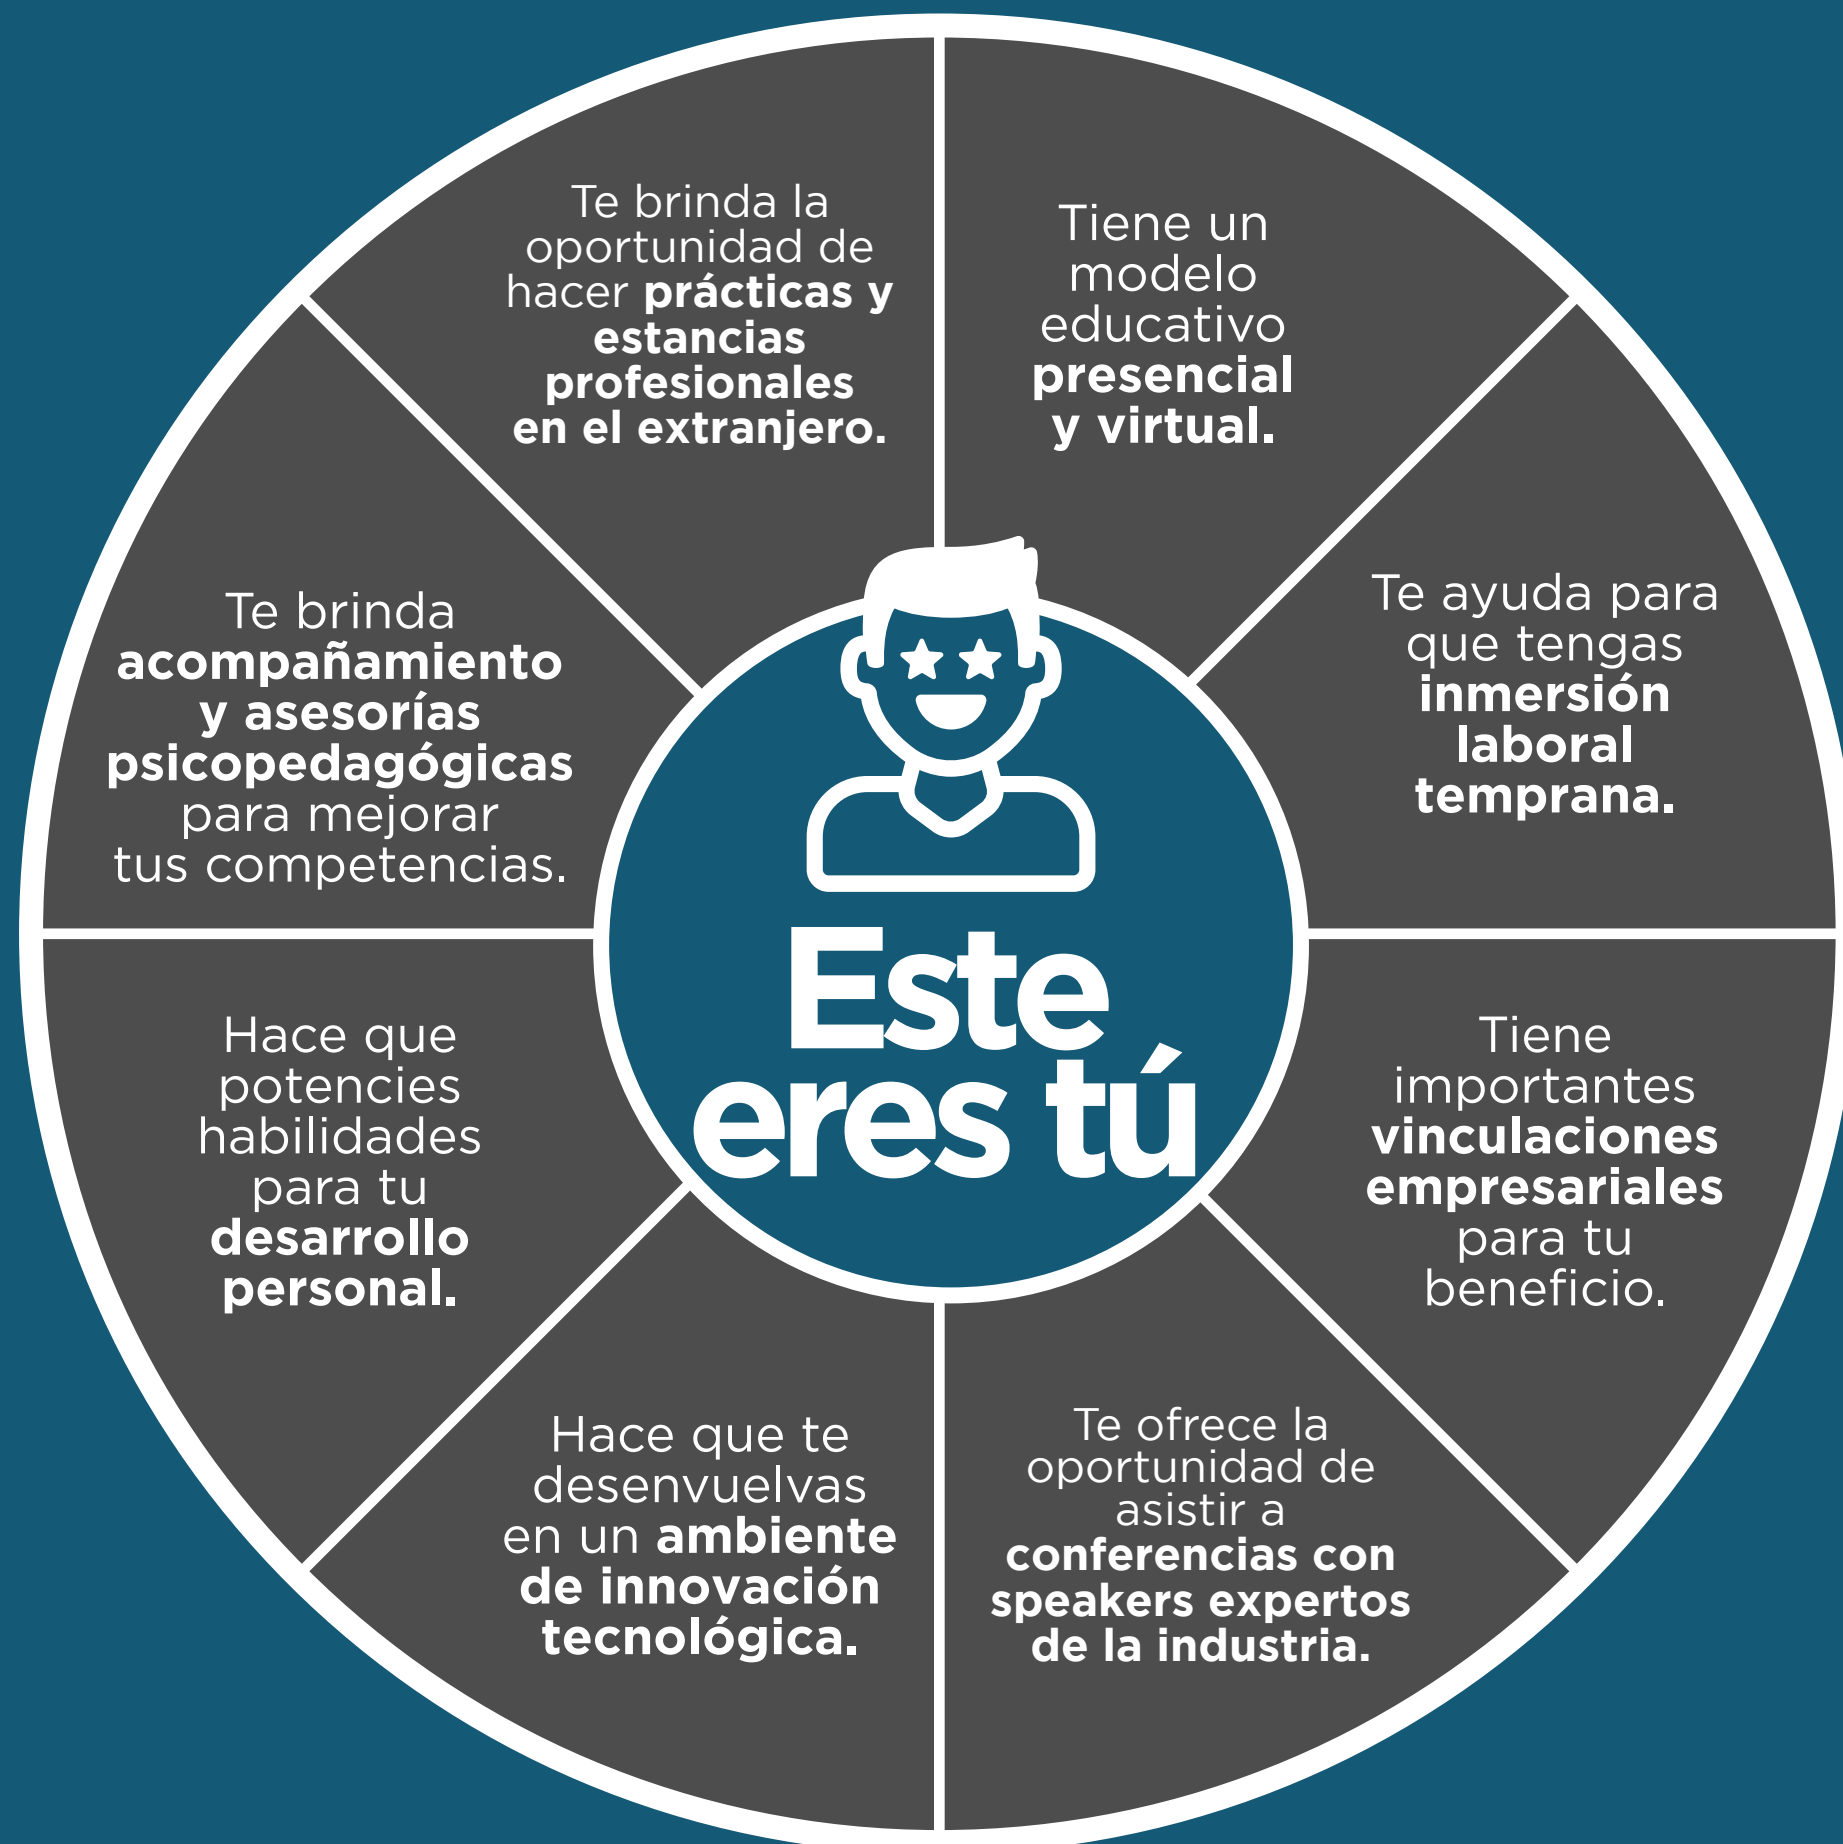 Te brinda la
oportunidad de
hacer prácticas y
estancias
profesionales
en el extranjero.
Tiene un
modelo
educativo
presencial
y virtual.
Te ayuda para
que tengas
inmersión
laboral
temprana.
Tiene
importantes
vinculaciones
empresariales
para tu
beneficio.
Te ofrece la
oportunidad de
asistir a
conferencias con
speakers expertos
de la industria.
Hace que te
desenvuelvas
en un ambiente
de innovación
tecnológica.
Hace que
potencies
habilidades
para tu
desarrollo
personal.
Te brinda
acompañamiento
y asesorías
psicopedagógicas
para mejorar
tus competencias.
Este
eres tú